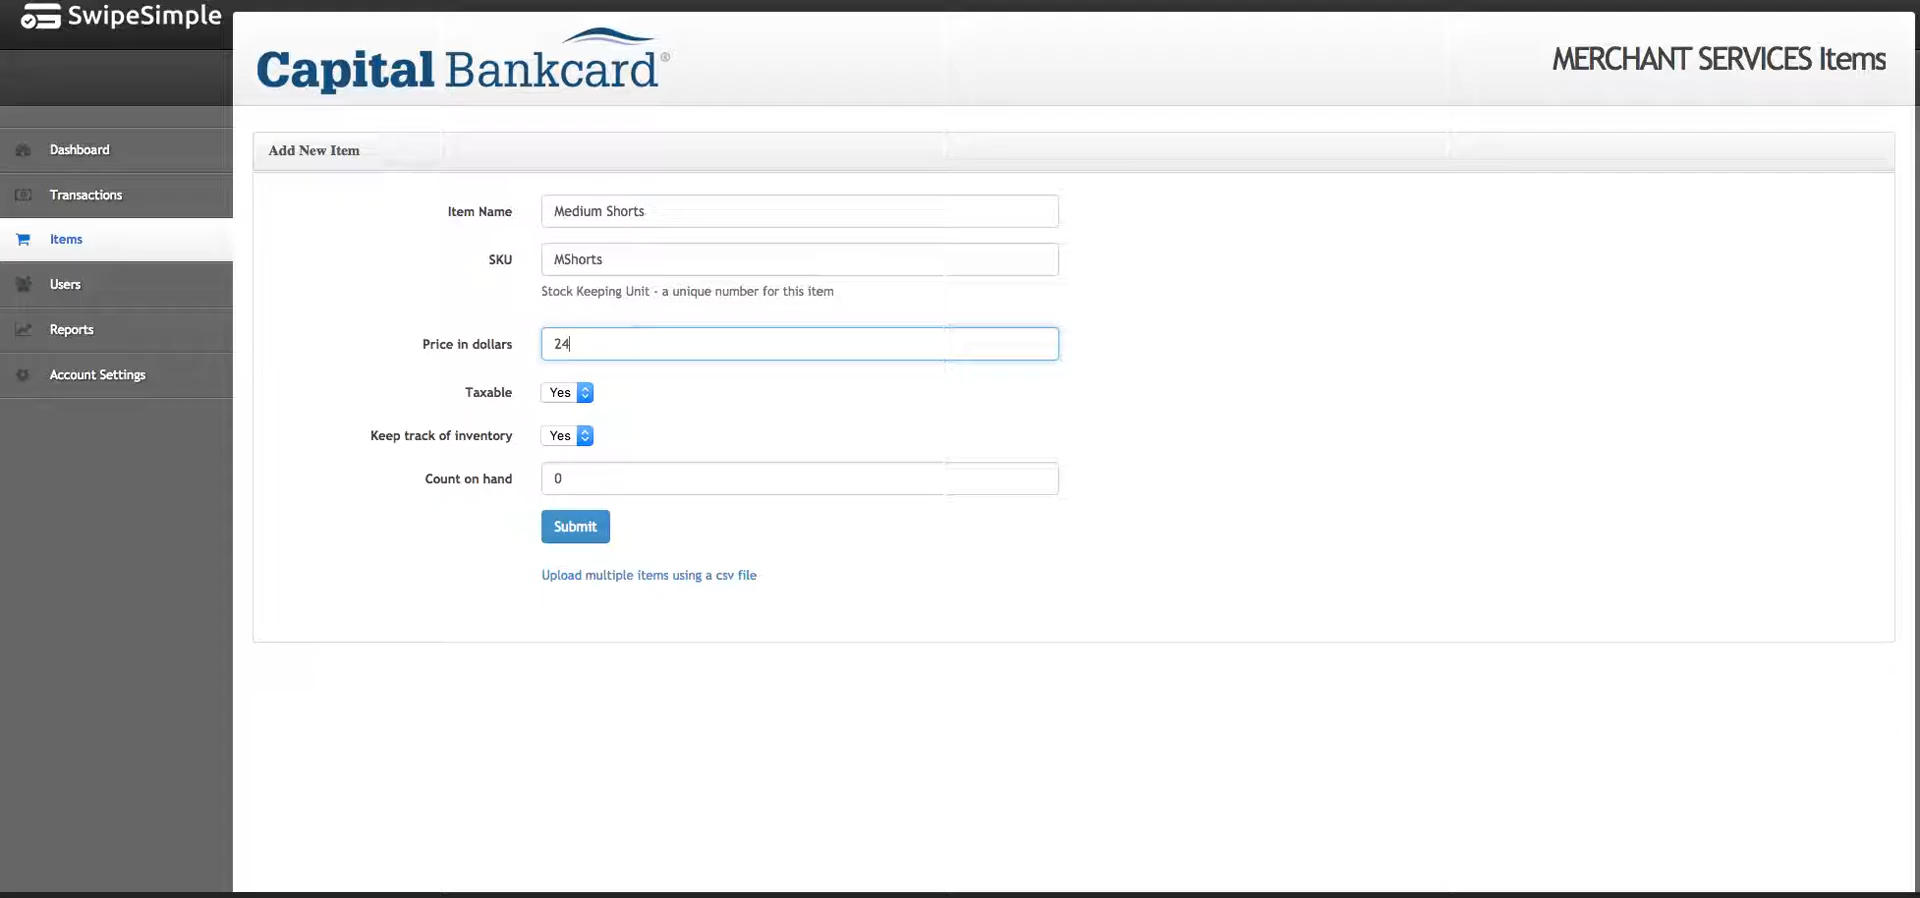 SwipeSimple
Capital Bankcard®
MERCHANT SERVICES Items
Dashboard
Transactions
Items
Users
Reports
Account Settings
Add New Item
Item Name Medium Shorts
SKU MShorts
Stock Keeping Unit - a unique number for this item
Price in dollars 24
Taxable Yes
Keep track of inventory Yes
Count on hand 0
Submit
Upload multiple items using a csv file